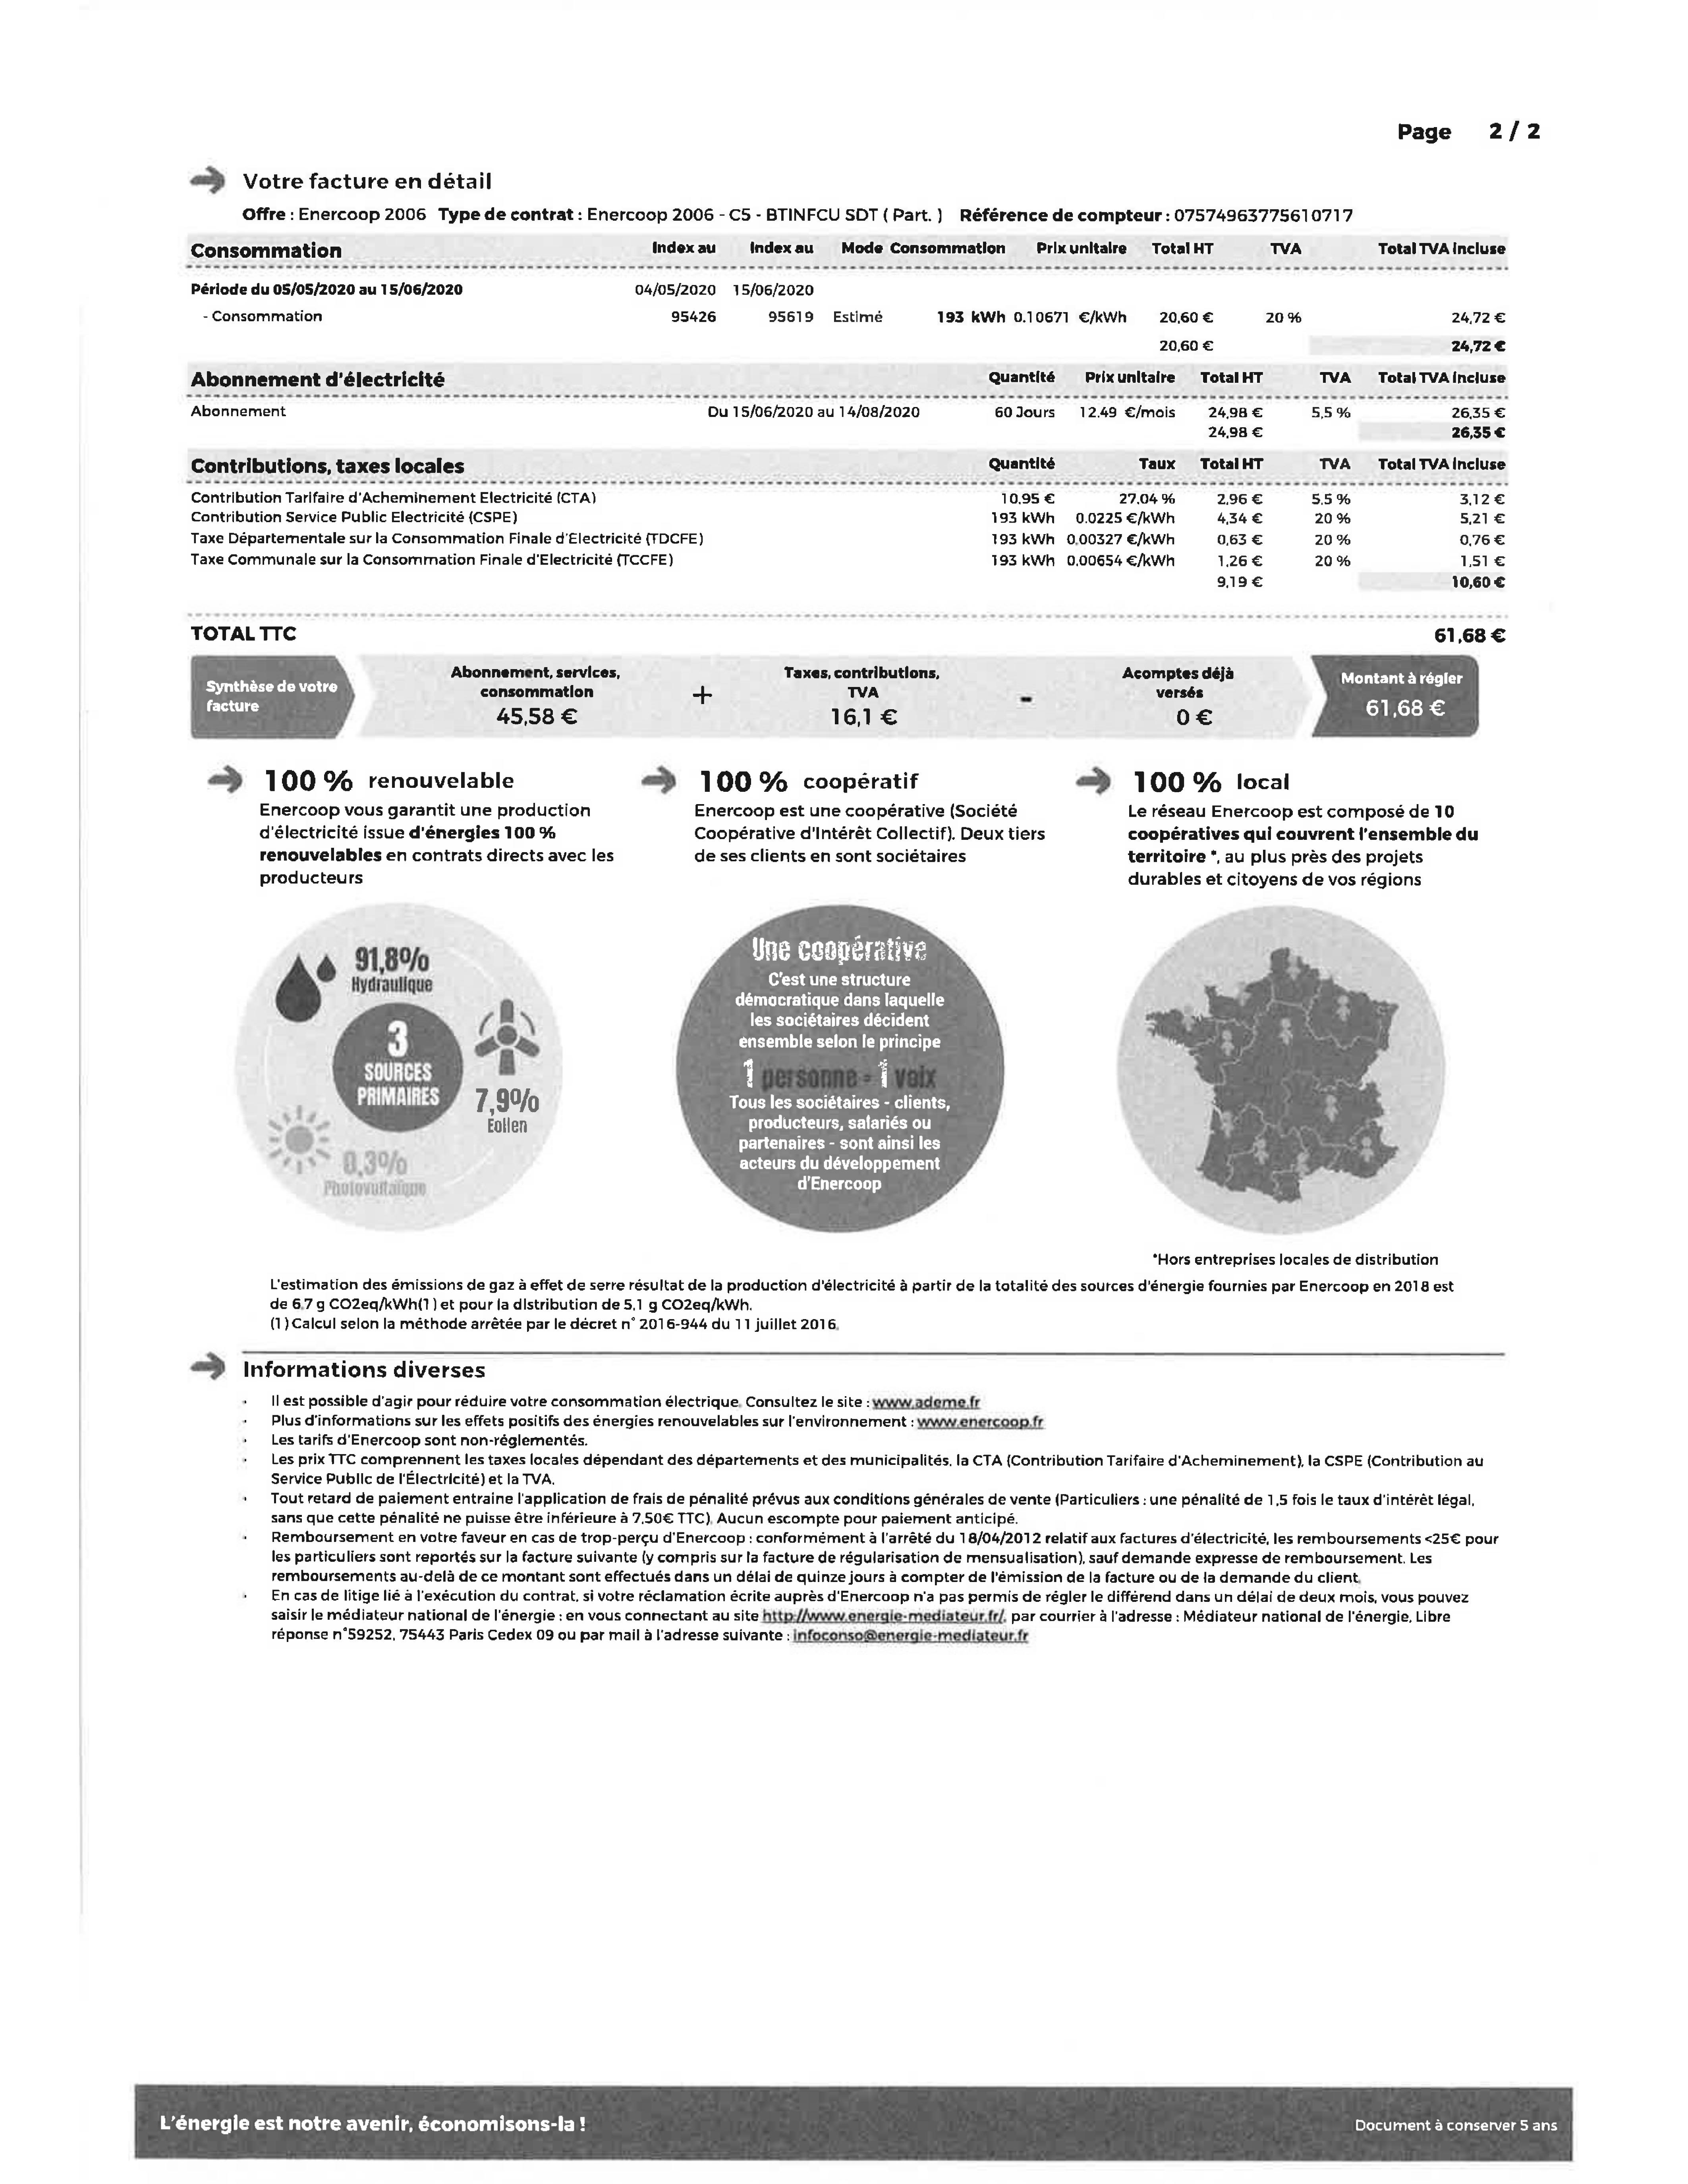 Page 2 / 2
Votre facture en détail
Offre : Enercoop 2006 Type de contrat : Enercoop 2006 - C5 - BTINFCU SDT ( Part. ) Référence de compteur : 07574963775610717
Consommation Index au Index au Mode Consommation Prix unitaire Total HT TVA Total TVA incluse
Période du 05/05/2020 au 15/06/2020 04/05/2020 15/06/2020
- Consommation 95426 95619 Estimé 193 kWh 0.10671 €/kWh 20,60 € 20 % 24,72 €
20,60 € 24,72 €
Abonnement d'électricité Quantité Prix unitaire Total HT TVA Total TVA incluse
Abonnement Du 15/06/2020 au 14/08/2020 60 Jours 12.49 €/mois 24,98 € 5,5 % 26,35 €
24,98 € 26,35 €
Contributions, taxes locales Quantité Taux Total HT TVA Total TVA incluse
Contribution Tarifaire d'Acheminement Electricité (CTA) 10,95 € 27.04 % 2,96 € 5,5 % 3,12 €
Contribution Service Public Electricité (CSPE) 193 kWh 0.0225 €/kWh 4,34 € 20 % 5,21 €
Taxe Départementale sur la Consommation Finale d'Electricité (TDCFE) 193 kWh 0.00327 €/kWh 0,63 € 20 % 0,76 €
Taxe Communale sur la Consommation Finale d'Electricité (TCCFE) 193 kWh 0.00654 €/kWh 1,26 € 20 % 1,51 €
9,19 € 10,60 €
TOTAL TTC 61,68 €
Synthèse de votre facture
Abonnement, services, consommation
45,58 €
+
Taxes, contributions, TVA
16,1 €
-
Acomptes déjà versés
0 €
Montant à régler
61,68 €
100 % renouvelable
Enercoop vous garantit une production
d'électricité issue d'énergies 100 %
renouvelables en contrats directs avec les
producteurs
100 % coopératif
Enercoop est une coopérative (Société
Coopérative d'Intérêt Collectif). Deux tiers
de ses clients en sont sociétaires
100 % local
Le réseau Enercoop est composé de 10
coopératives qui couvrent l'ensemble du
territoire *, au plus près des projets
durables et citoyens de vos régions
91,8%
Hydraulique
3
SOURCES
PRIMAIRES
7,9%
Eolien
0,3%
Photovoltaïque
Une coopérative
C'est une structure
démocratique dans laquelle
les sociétaires décident
ensemble selon le principe
1 personne = 1 voix
Tous les sociétaires - clients,
producteurs, salariés ou
partenaires - sont ainsi les
acteurs du développement
d'Enercoop
*Hors entreprises locales de distribution
L'estimation des émissions de gaz à effet de serre résultat de la production d'électricité à partir de la totalité des sources d'énergie fournies par Enercoop en 2018 est
de 6.7 g CO2eq/kWh(1) et pour la distribution de 5,1 g CO2eq/kWh.
(1) Calcul selon la méthode arrêtée par le décret n° 2016-944 du 11 juillet 2016.
Informations diverses
· Il est possible d'agir pour réduire votre consommation électrique. Consultez le site : www.ademe.fr
· Plus d'informations sur les effets positifs des énergies renouvelables sur l'environnement : www.enercoop.fr
· Les tarifs d'Enercoop sont non-réglementés.
· Les prix TTC comprennent les taxes locales dépendant des départements et des municipalités, la CTA (Contribution Tarifaire d'Acheminement), la CSPE (Contribution au
Service Public de l'Électricité) et la TVA.
· Tout retard de paiement entraine l'application de frais de pénalité prévus aux conditions générales de vente (Particuliers : une pénalité de 1,5 fois le taux d'intérêt légal,
sans que cette pénalité ne puisse être inférieure à 7,50€ TTC). Aucun escompte pour paiement anticipé.
· Remboursement en votre faveur en cas de trop-perçu d'Enercoop : conformément à l'arrêté du 18/04/2012 relatif aux factures d'électricité, les remboursements <25€ pour
les particuliers sont reportés sur la facture suivante (y compris sur la facture de régularisation de mensualisation), sauf demande expresse de remboursement. Les
remboursements au-delà de ce montant sont effectués dans un délai de quinze jours à compter de l'émission de la facture ou de la demande du client.
· En cas de litige lié à l'exécution du contrat, si votre réclamation écrite auprès d'Enercoop n'a pas permis de régler le différend dans un délai de deux mois, vous pouvez
saisir le médiateur national de l'énergie : en vous connectant au site http://www.energie-mediateur.fr/, par courrier à l'adresse : Médiateur national de l'énergie, Libre
réponse n°59252, 75443 Paris Cedex 09 ou par mail à l'adresse suivante : infoconso@energie-mediateur.fr
L'énergie est notre avenir, économisons-la !
Document à conserver 5 ans